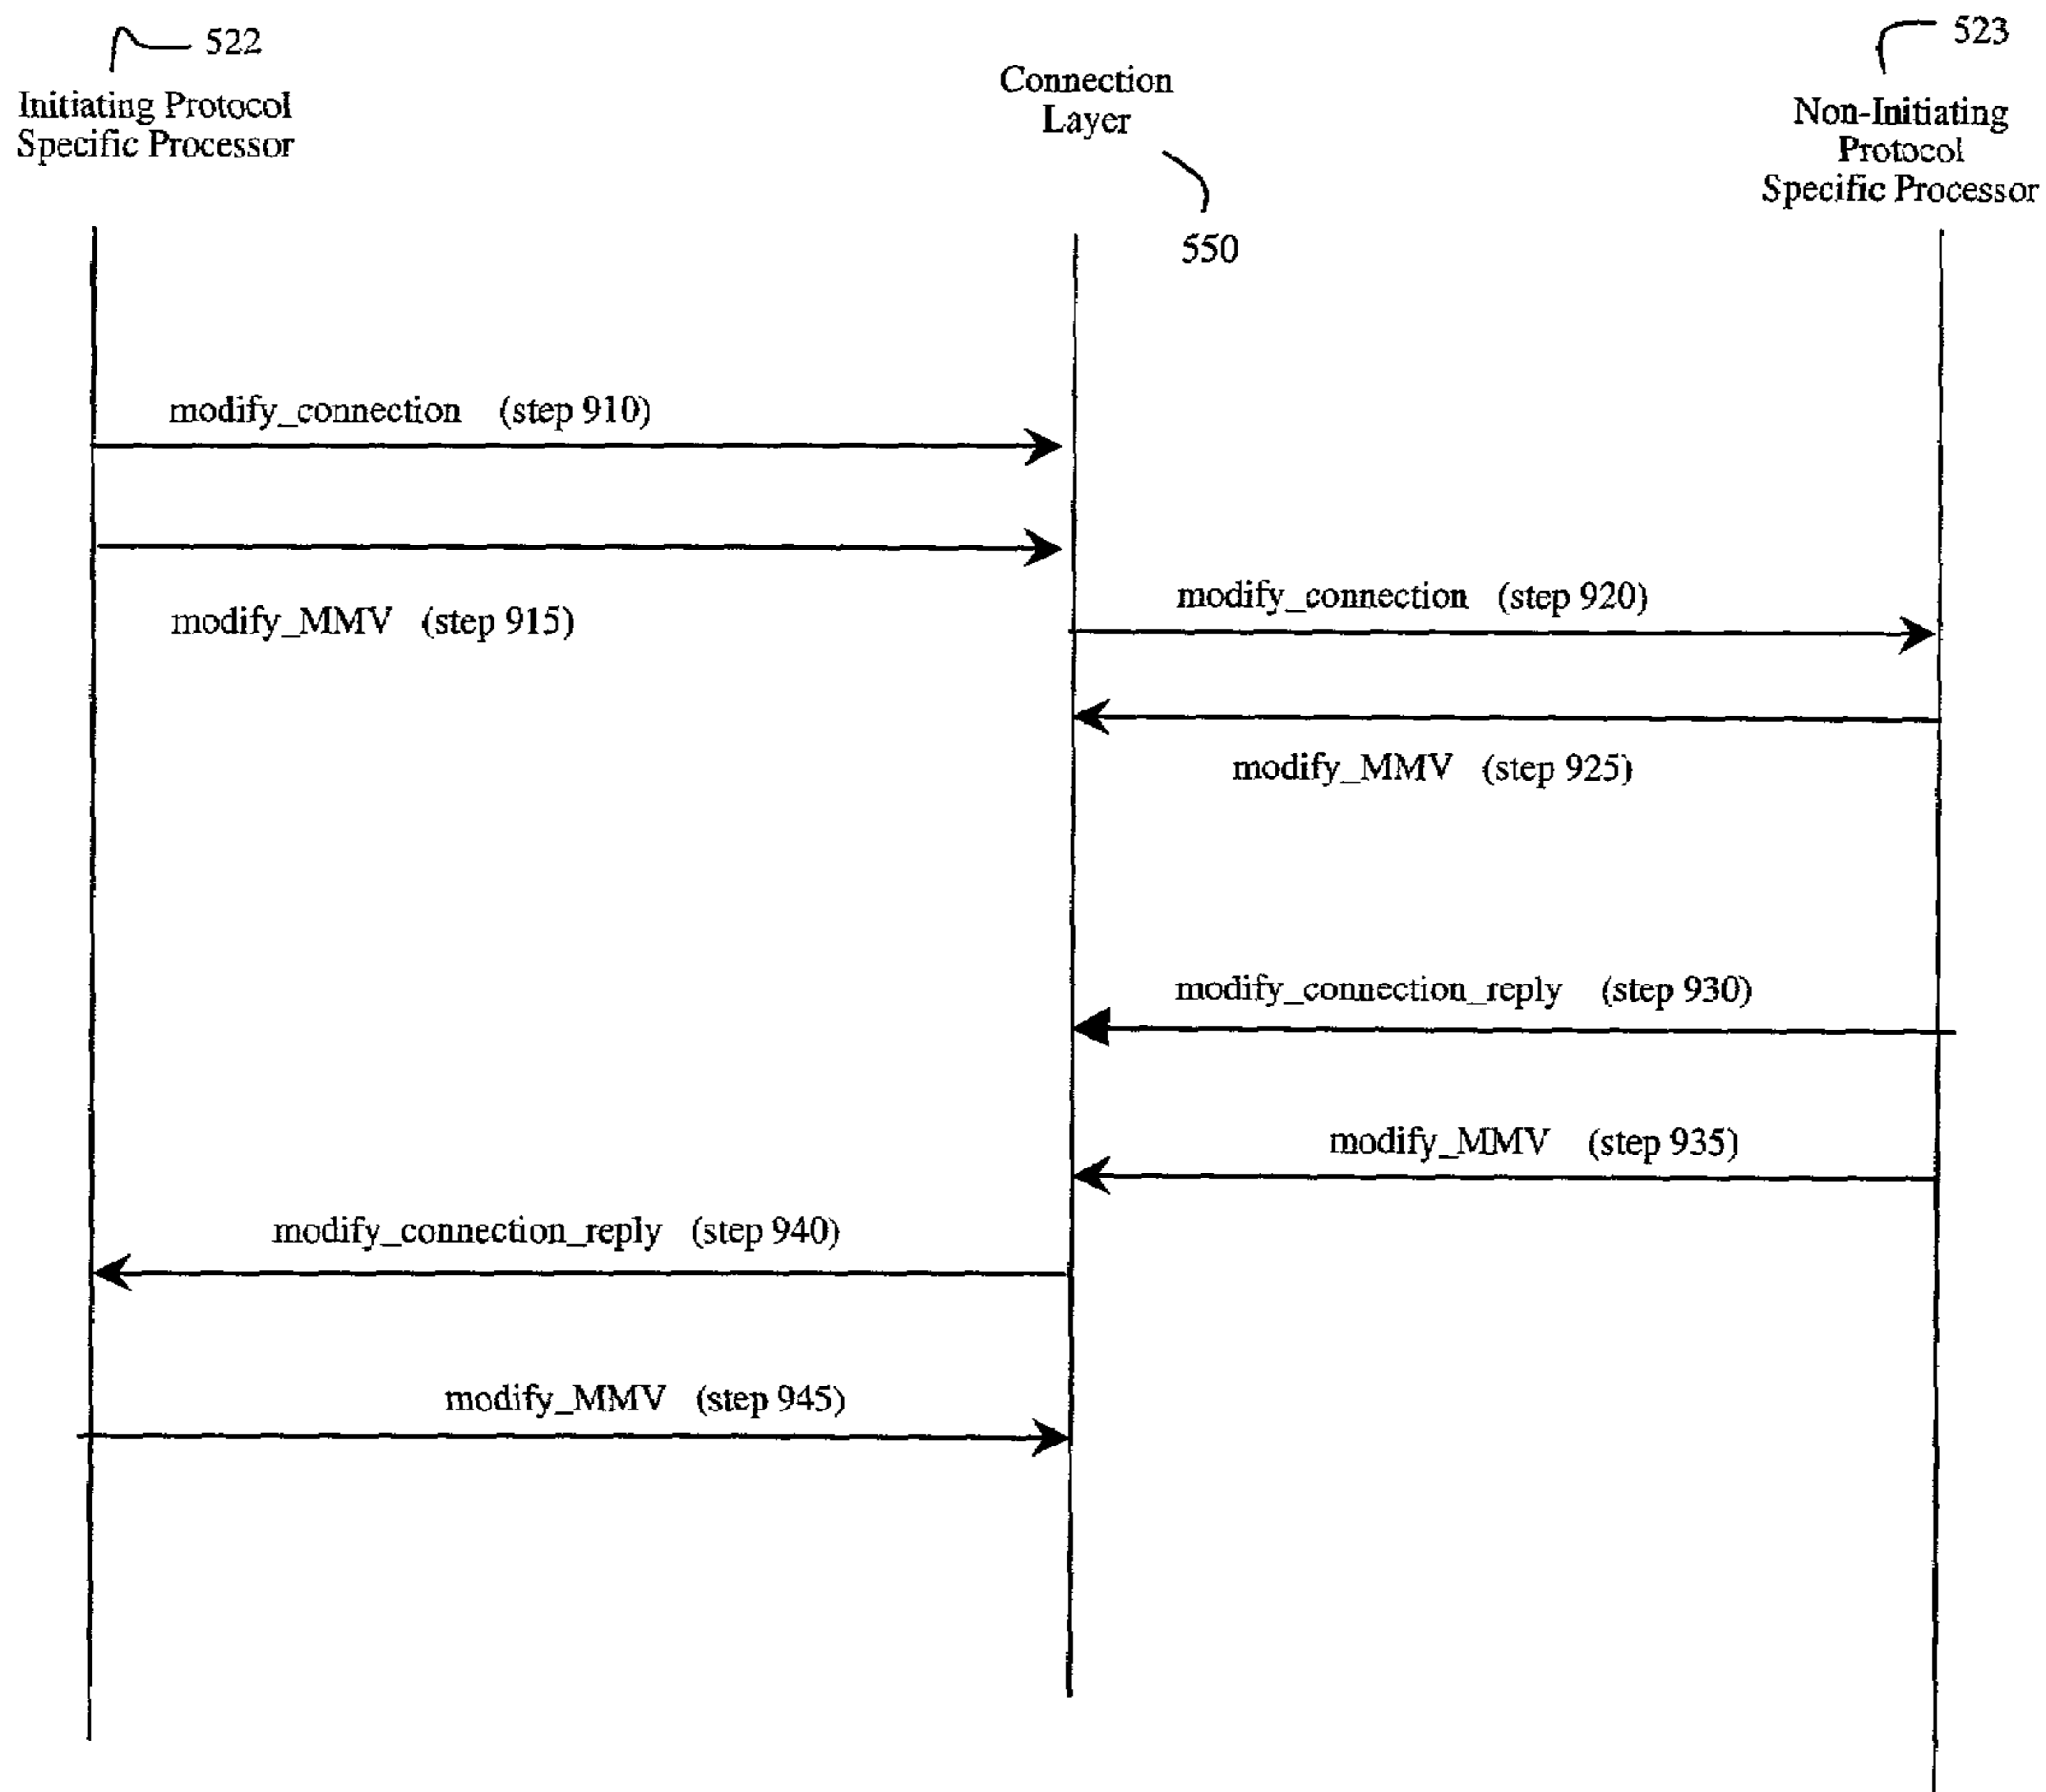 522
Initiating Protocol
Specific Processor
Connection
Layer
550
523
Non-Initiating
Protocol
Specific Processor
modify_connection (step 910)
modify_MMV (step 915)
modify_connection (step 920)
modify_MMV (step 925)
modify_connection_reply (step 930)
modify_MMV (step 935)
modify_connection_reply (step 940)
modify_MMV (step 945)